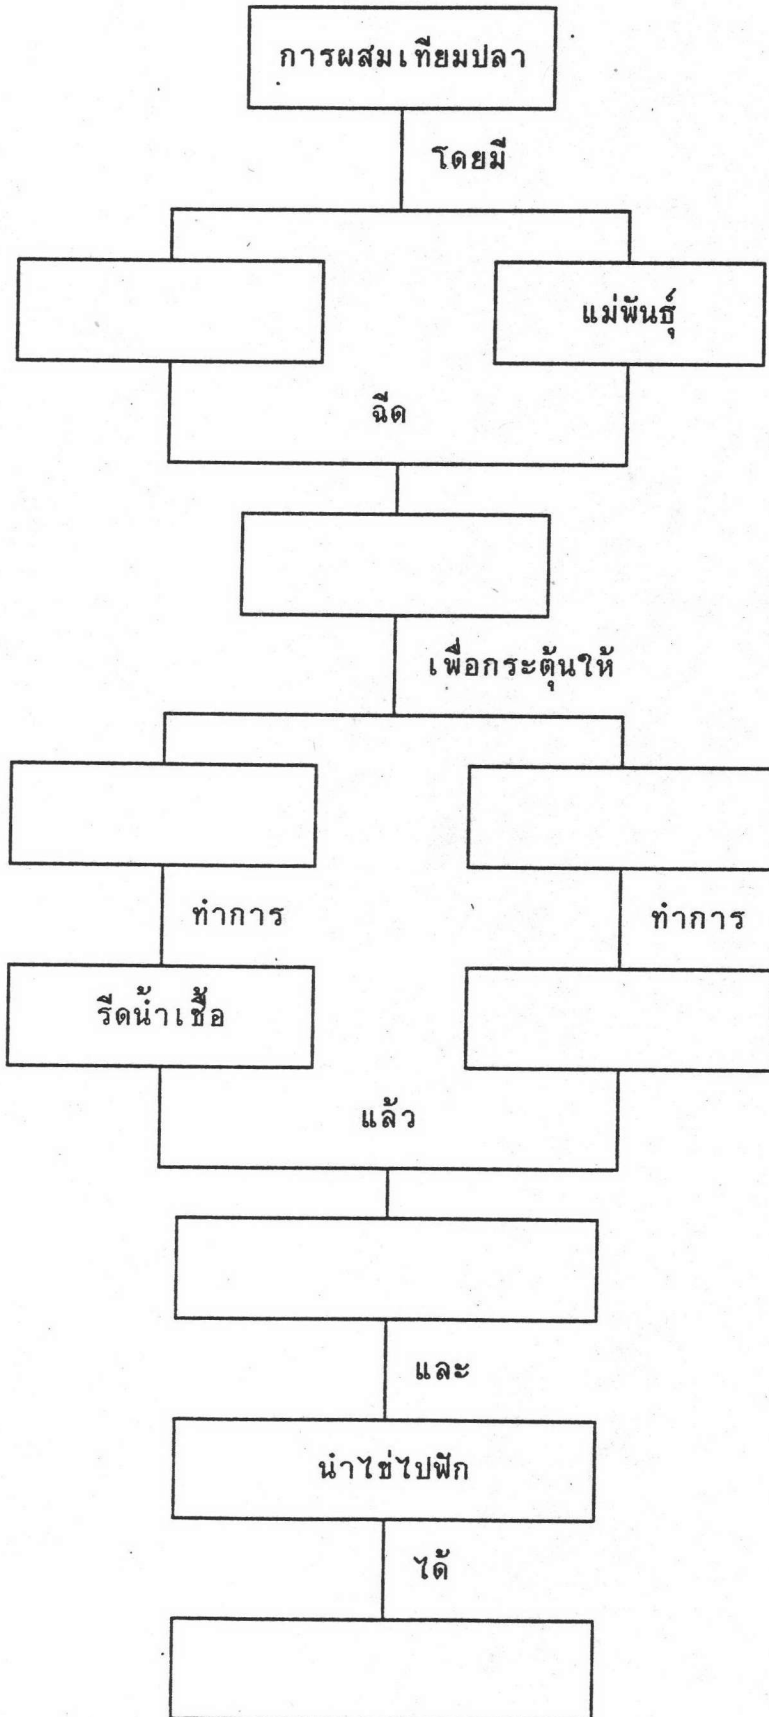 การผสมเทียมปลา
โดยมี
แม่พันธุ์
ฉีด
เพื่อกระตุ้นให้
ทำการ
ทำการ
รีดน้ำเชื้อ
แล้ว
และ
นำไข่ไปฟัก
ได้